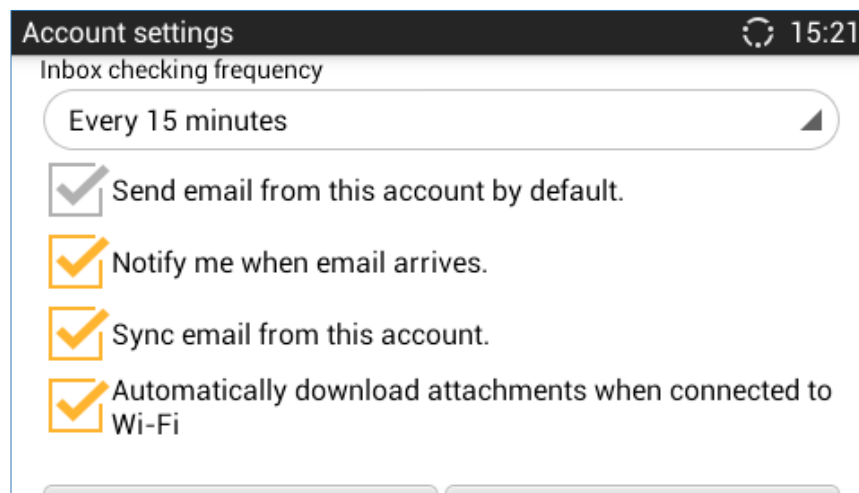 Account settings
15:21
Inbox checking frequency
Every 15 minutes
Send email from this account by default.
Notify me when email arrives.
Sync email from this account.
Automatically download attachments when connected to
Wi-Fi